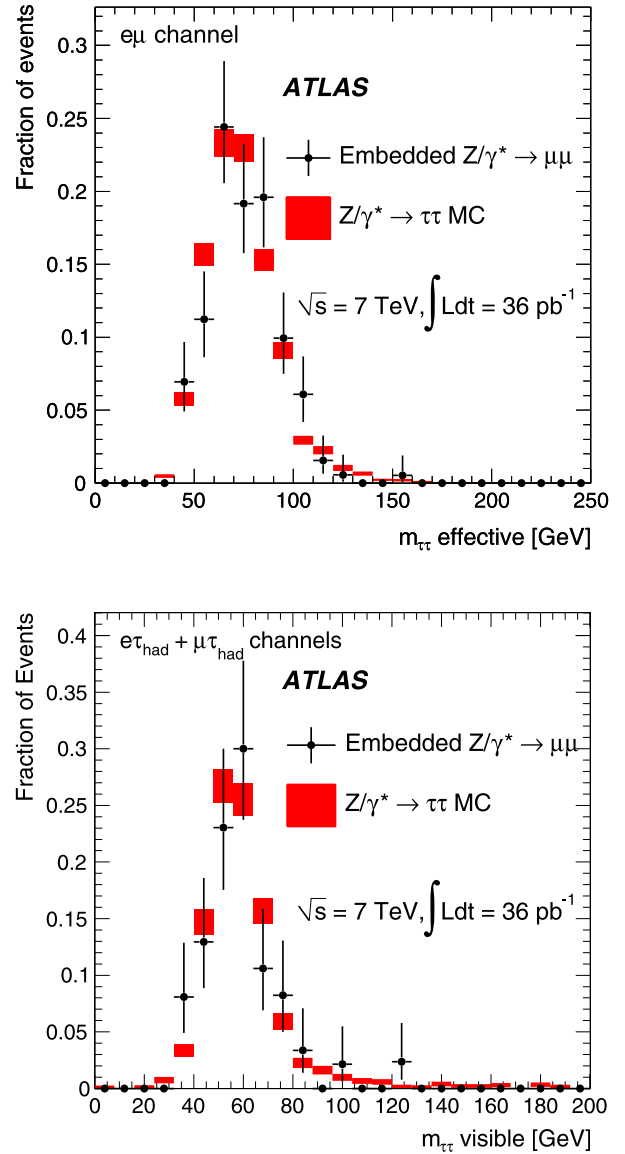 eμ channel
ATLAS
Embedded Z/γ* → μμ
Z/γ* → ττ MC
√s = 7 TeV, ∫Ldt = 36 pb⁻¹
Fraction of events
0.3
0.25
0.2
0.15
0.1
0.05
0
0 50 100 150 200 250
m_ττ effective [GeV]
eτ_had + μτ_had channels
ATLAS
Embedded Z/γ* → μμ
Z/γ* → ττ MC
√s = 7 TeV, ∫Ldt = 36 pb⁻¹
Fraction of Events
0.4
0.35
0.3
0.25
0.2
0.15
0.1
0.05
0
0 20 40 60 80 100 120 140 160 180 200
m_ττ visible [GeV]